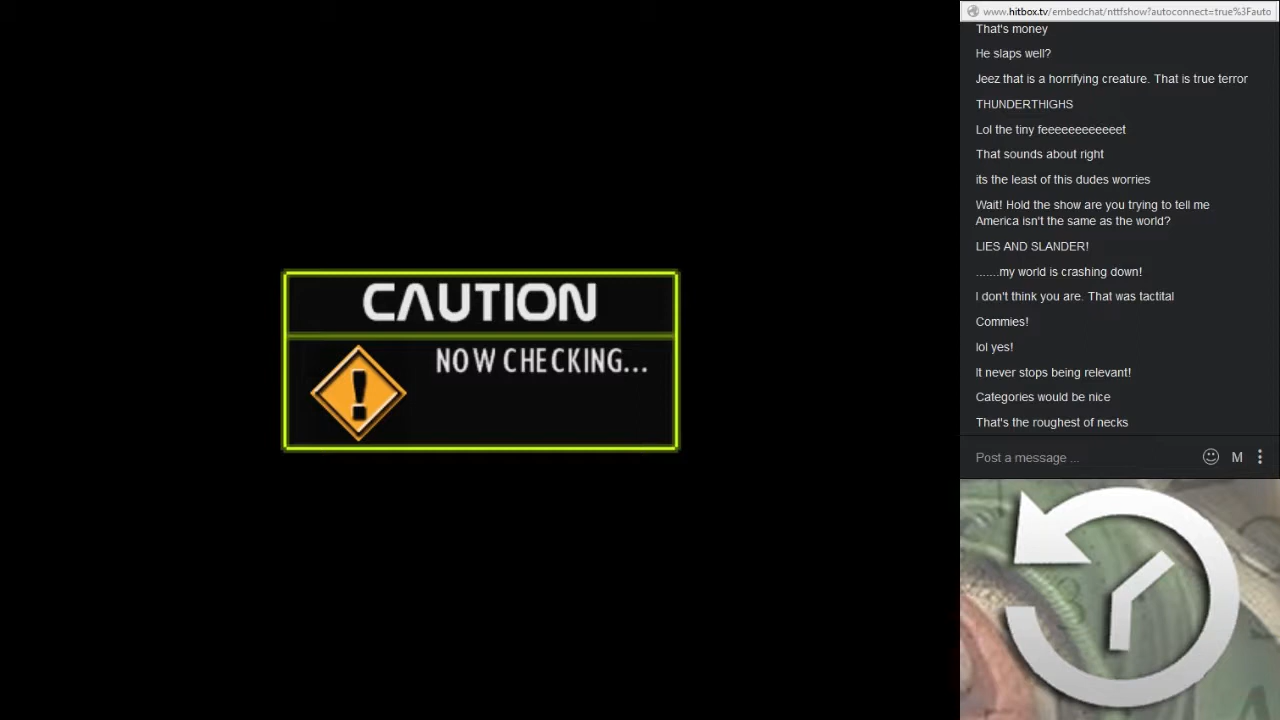 CAUTION
NOW CHECKING...
www.hitbox.tv/embedchat/nttfshow?autoconnect=true%3Fauto
That's money
He slaps well?
Jeez that is a horrifying creature. That is true terror
THUNDERTHIGHS
Lol the tiny feeeeeeeeeeeet
That sounds about right
its the least of this dudes worries
Wait! Hold the show are you trying to tell me
America isn't the same as the world?
LIES AND SLANDER!
.......my world is crashing down!
I don't think you are. That was tactital
Commies!
lol yes!
It never stops being relevant!
Categories would be nice
That's the roughest of necks
Post a message ...
M